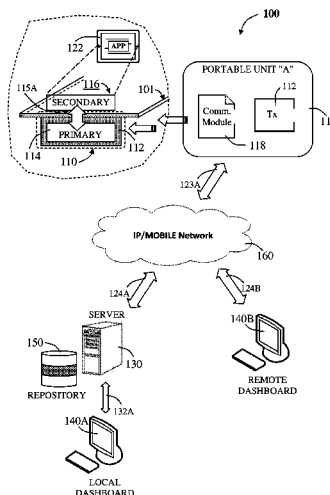 100
122
APP
PORTABLE UNIT "A"
115A
116
101
SECONDARY
112
Comm.
Module
TA
PRIMARY
114
112
118
110
123A
IP/MOBILE Network
160
124A
124B
SERVER
140B
150
130
REPOSITORY
REMOTE
DASHBOARD
132A
140A
LOCAL
DASHBOARD